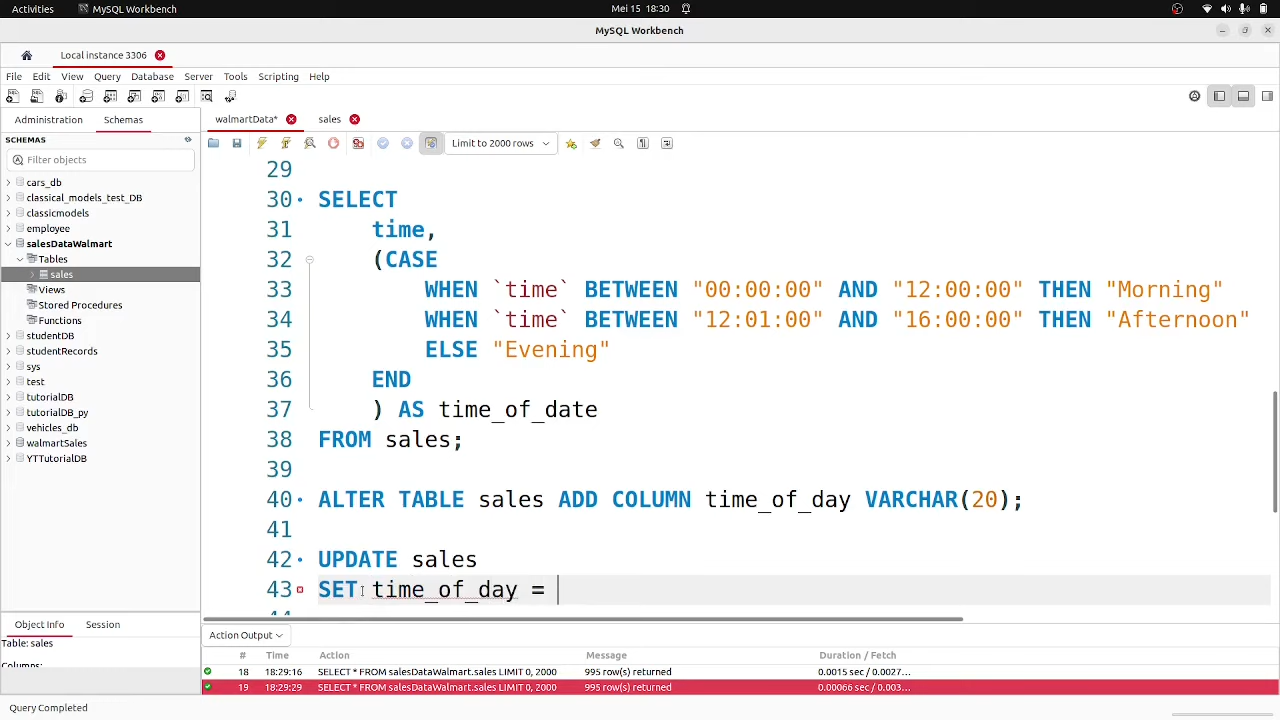 Activities MySQL Workbench Mei 15 18:30
MySQL Workbench
Local instance 3306
File Edit View Query Database Server Tools Scripting Help
Administration Schemas
walmartData* sales
SCHEMAS
Limit to 2000 rows
Filter objects
cars_db
classical_models_test_DB
classicmodels
employee
salesDataWalmart
Tables
sales
Views
Stored Procedures
Functions
studentDB
studentRecords
sys
test
tutorialDB
tutorialDB_py
vehicles_db
walmartSales
YTTutorialDB
29
30 SELECT
31 time,
32 (CASE
33 WHEN `time` BETWEEN "00:00:00" AND "12:00:00" THEN "Morning"
34 WHEN `time` BETWEEN "12:01:00" AND "16:00:00" THEN "Afternoon"
35 ELSE "Evening"
36 END
37 ) AS time_of_date
38 FROM sales;
39
40 ALTER TABLE sales ADD COLUMN time_of_day VARCHAR(20);
41
42 UPDATE sales
43 SET time_of_day =
Object Info Session
Table: sales
Columns:
Action Output
# Time Action Message Duration / Fetch
18 18:29:16 SELECT * FROM salesDataWalmart.sales LIMIT 0, 2000 995 row(s) returned 0.0015 sec / 0.0027...
19 18:29:29 SELECT * FROM salesDataWalmart.sales LIMIT 0, 2000 995 row(s) returned 0.00066 sec / 0.003...
Query Completed